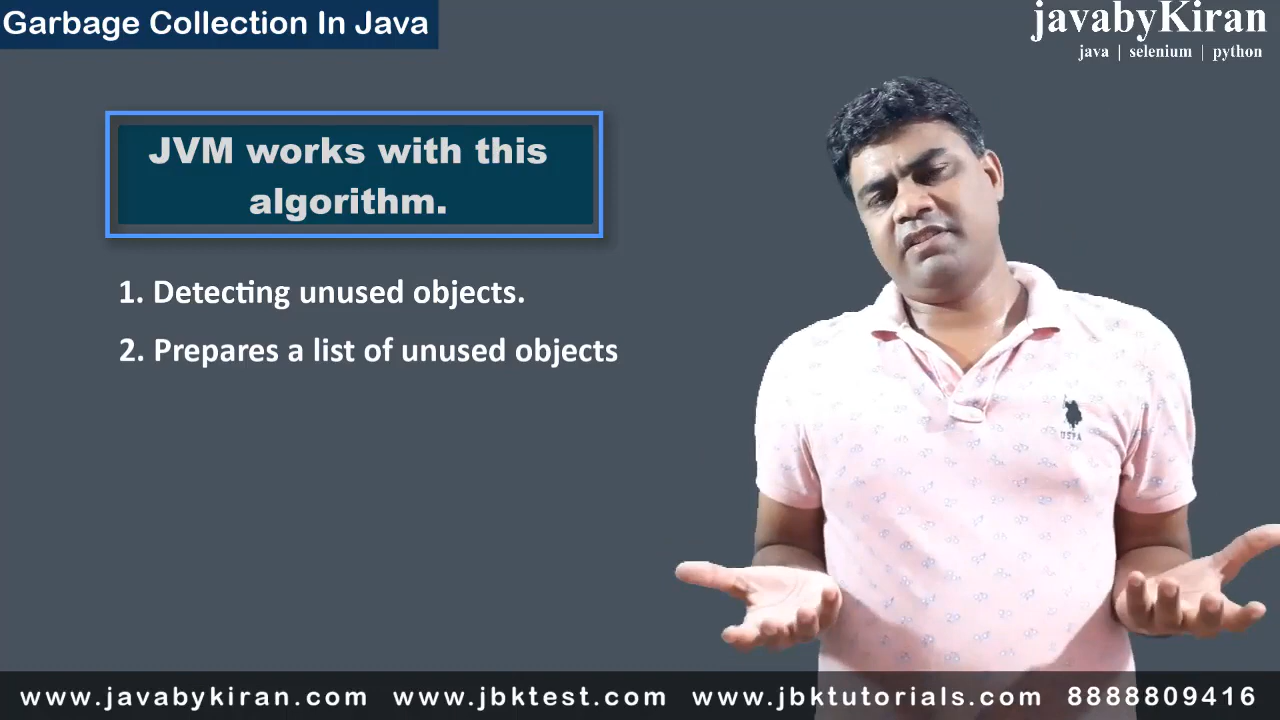 Garbage Collection In Java
javabyKiran
java | selenium | python
JVM works with this
algorithm.
1. Detecting unused objects.
2. Prepares a list of unused objects
USPA
www.javabykiran.com www.jbktest.com www.jbktutorials.com 8888809416